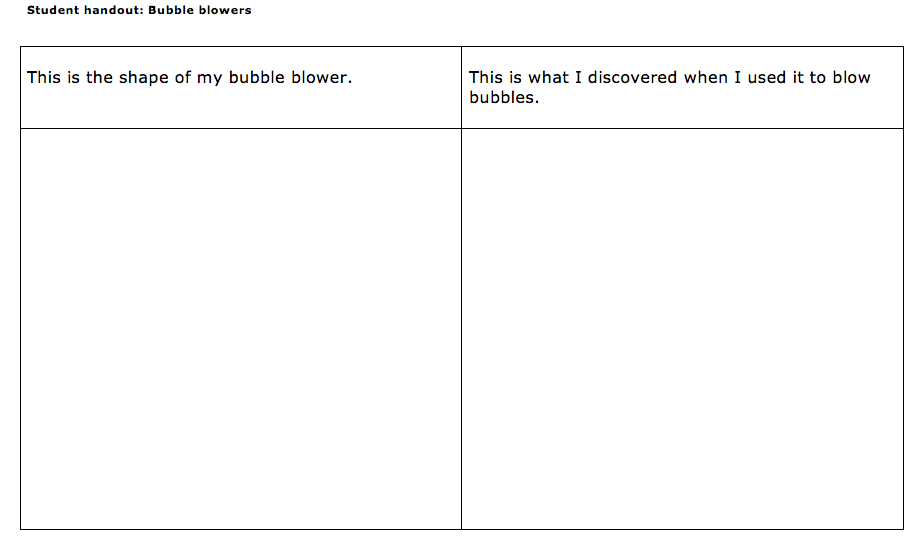 Student handout: Bubble blowers
This is the shape of my bubble blower.
This is what I discovered when I used it to blow
bubbles.